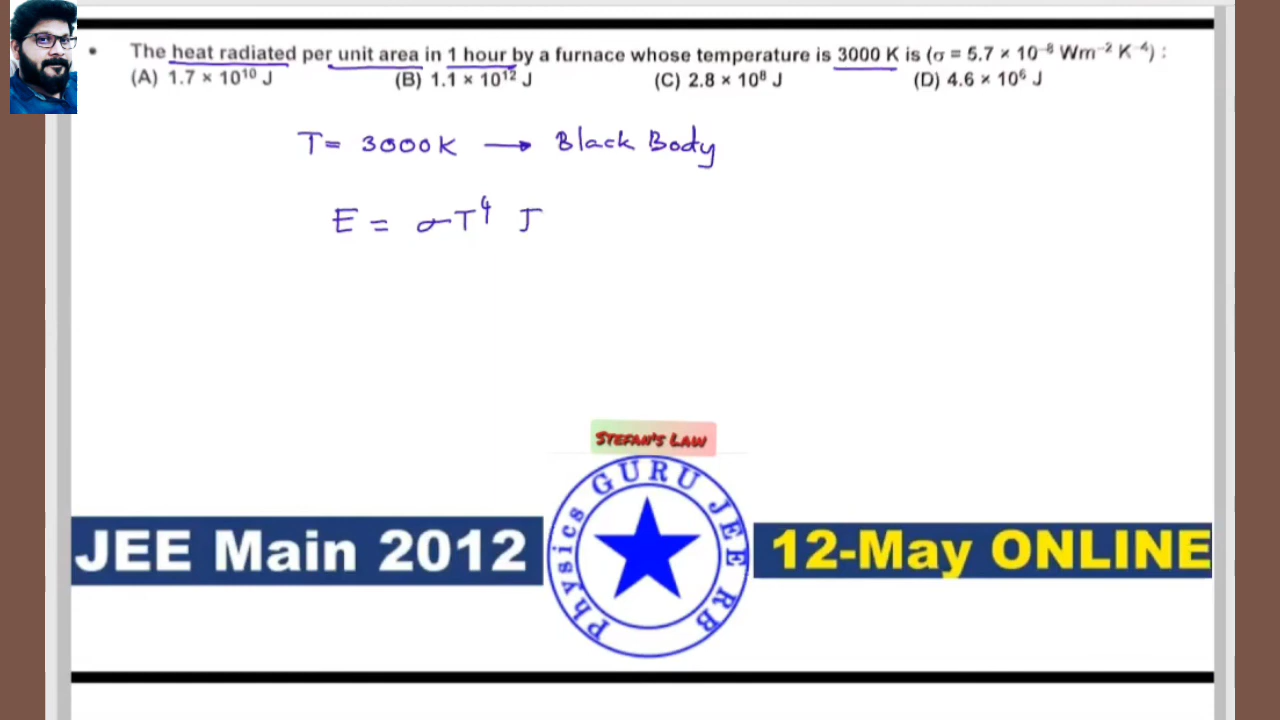 • The heat radiated per unit area in 1 hour by a furnace whose temperature is 3000 K is (σ = 5.7 × 10⁻⁸ Wm⁻² K⁻⁴) :
(A) 1.7 × 10¹⁰ J (B) 1.1 × 10¹² J (C) 2.8 × 10⁸ J (D) 4.6 × 10⁶ J
T = 3000K → Black Body
E = σT⁴ J
STEFAN'S LAW
Physics GURU JEE RB
JEE Main 2012
12-May ONLINE